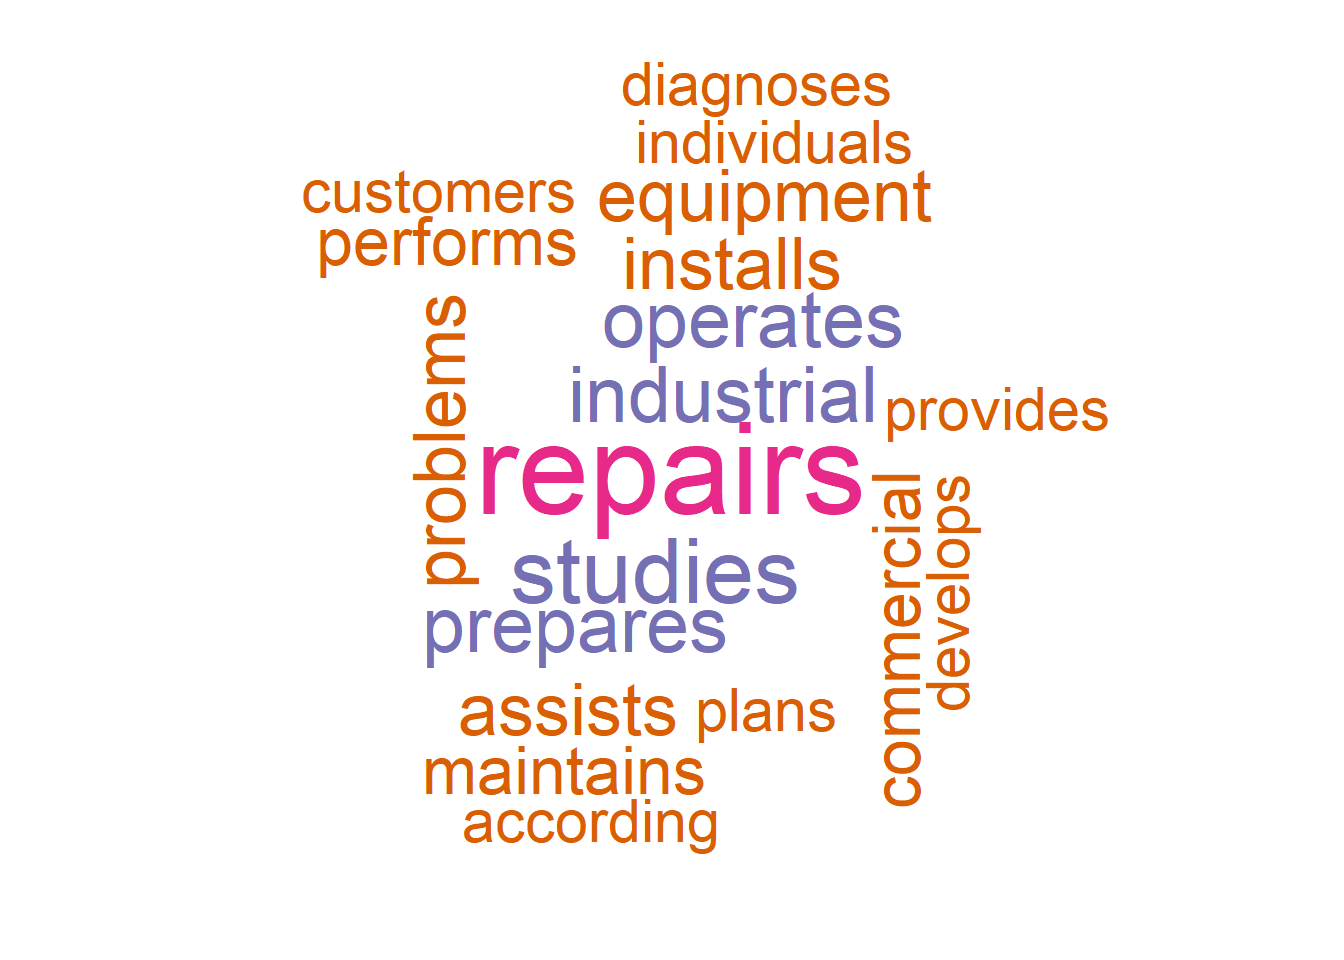 diagnoses
individuals
customers
equipment
performs
installs
operates
problems
industrial
provides
repairs
commercial
develops
studies
prepares
assists
plans
maintains
according